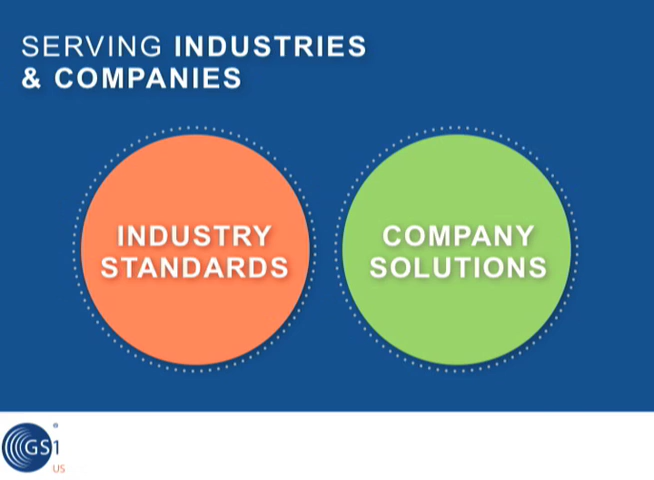 SERVING INDUSTRIES
& COMPANIES
INDUSTRY
STANDARDS
COMPANY
SOLUTIONS
GS1
®
US